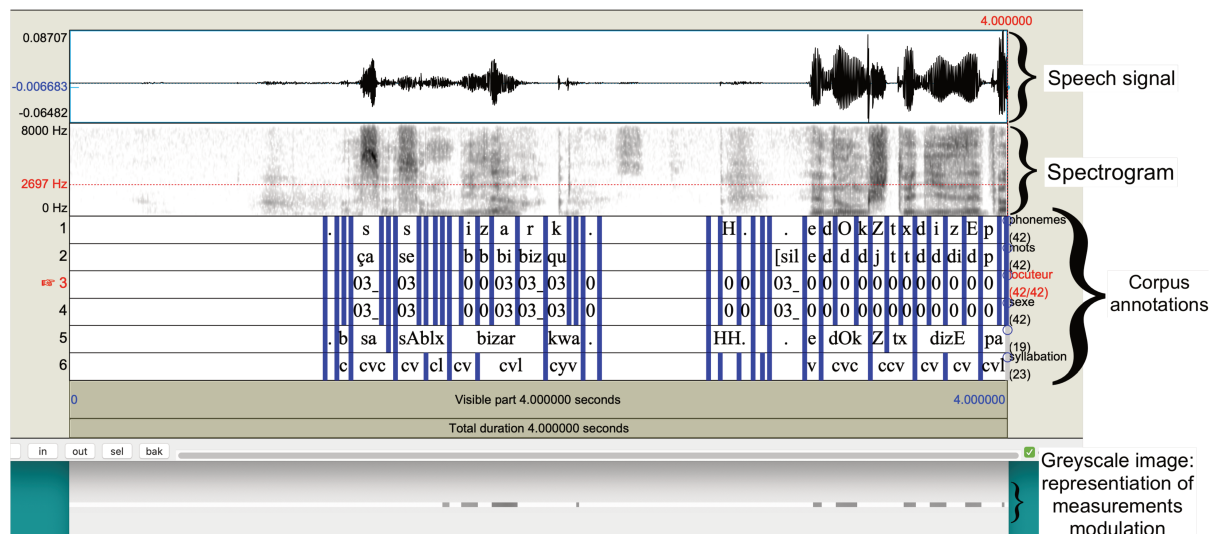 4.000000
0.08707
-0.006683
-0.06482
Speech signal
8000 Hz
2697 Hz
0 Hz
Spectrogram
1 . s s i z a r k . H. . e d O k Z t x d i z E p phonemes (42)
2 ça se b b bi biz qu [sil e d d d j t t d d di d p mots (42)
3 03_ 03 0 0 03 03_ 03 0 0 0 03_ 0 0 0 0 0 0 0 0 0 0 0 0 locuteur (42/42)
4 03_ 03 0 0 03 03_ 03 0 0 0 03_ 0 0 0 0 0 0 0 0 0 0 0 0 sexe (42)
5 . b sa sAblx bizar kwa . HH. . e dOk Z tx dizE pa (19)
6 c cvc cv cl cv cvl cyv v cvc ccv cv cv cvl syllabation (23)
Corpus
annotations
0 Visible part 4.000000 seconds 4.000000
Total duration 4.000000 seconds
in out sel bak
Greyscale image:
representation of
measurements
modulation